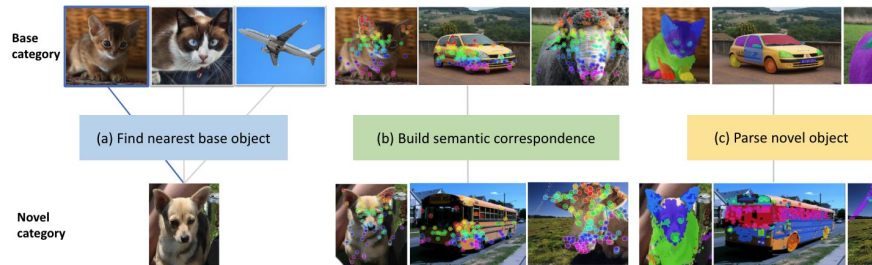 Base
category
(a) Find nearest base object
(b) Build semantic correspondence
(c) Parse novel object
Novel
category